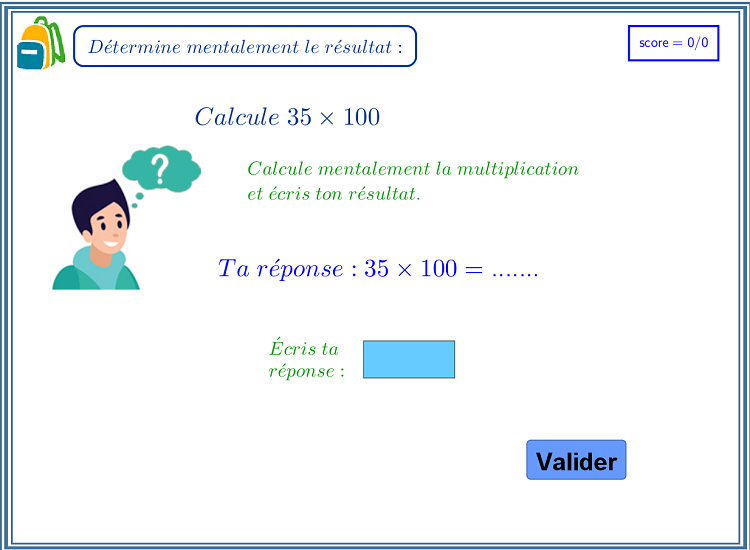 Détermine mentalement le résultat :
score = 0/0
Calcule 35 × 100
?
Calcule mentalement la multiplication
et écris ton résultat.
Ta réponse : 35 × 100 = .......
Écris ta
réponse :
Valider